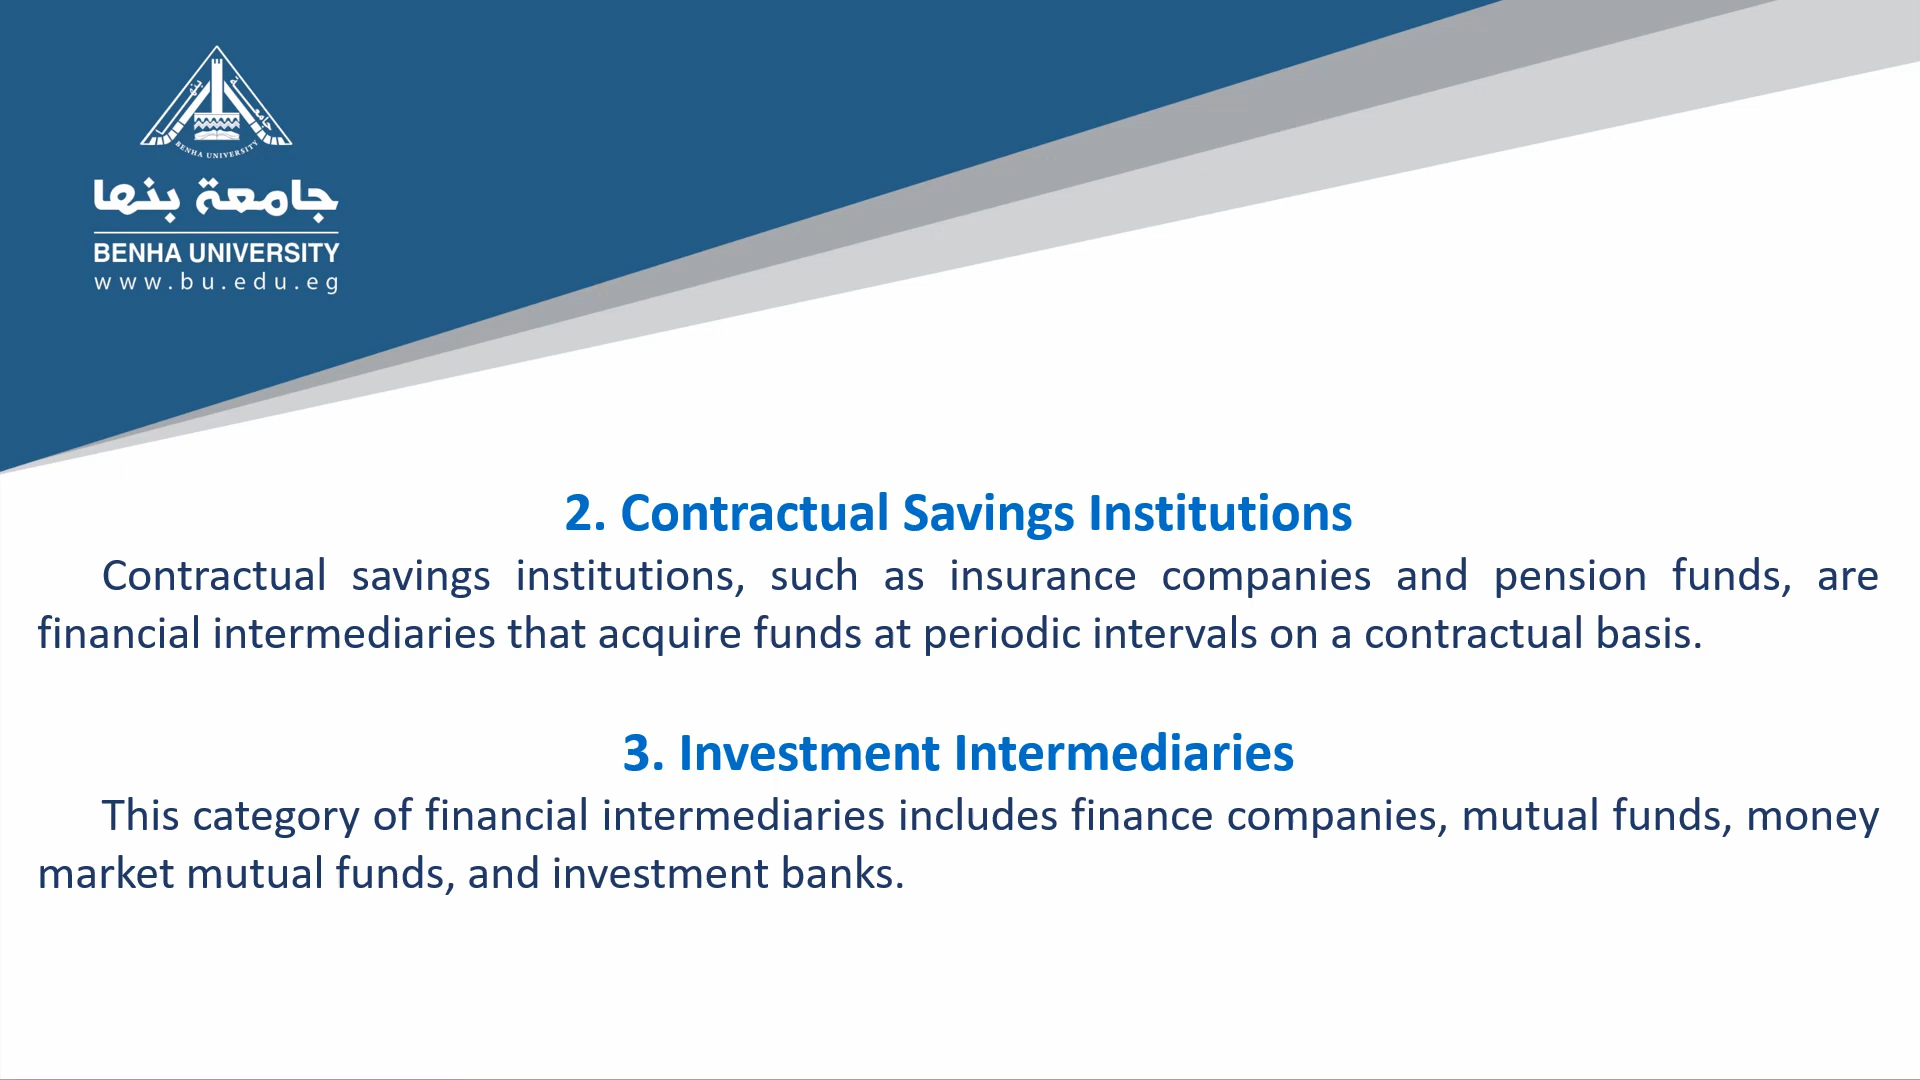 BENHA UNIVERSITY
جامعة بنها
BENHA UNIVERSITY
www.bu.edu.eg
2. Contractual Savings Institutions
Contractual savings institutions, such as insurance companies and pension funds, are
financial intermediaries that acquire funds at periodic intervals on a contractual basis.
3. Investment Intermediaries
This category of financial intermediaries includes finance companies, mutual funds, money
market mutual funds, and investment banks.